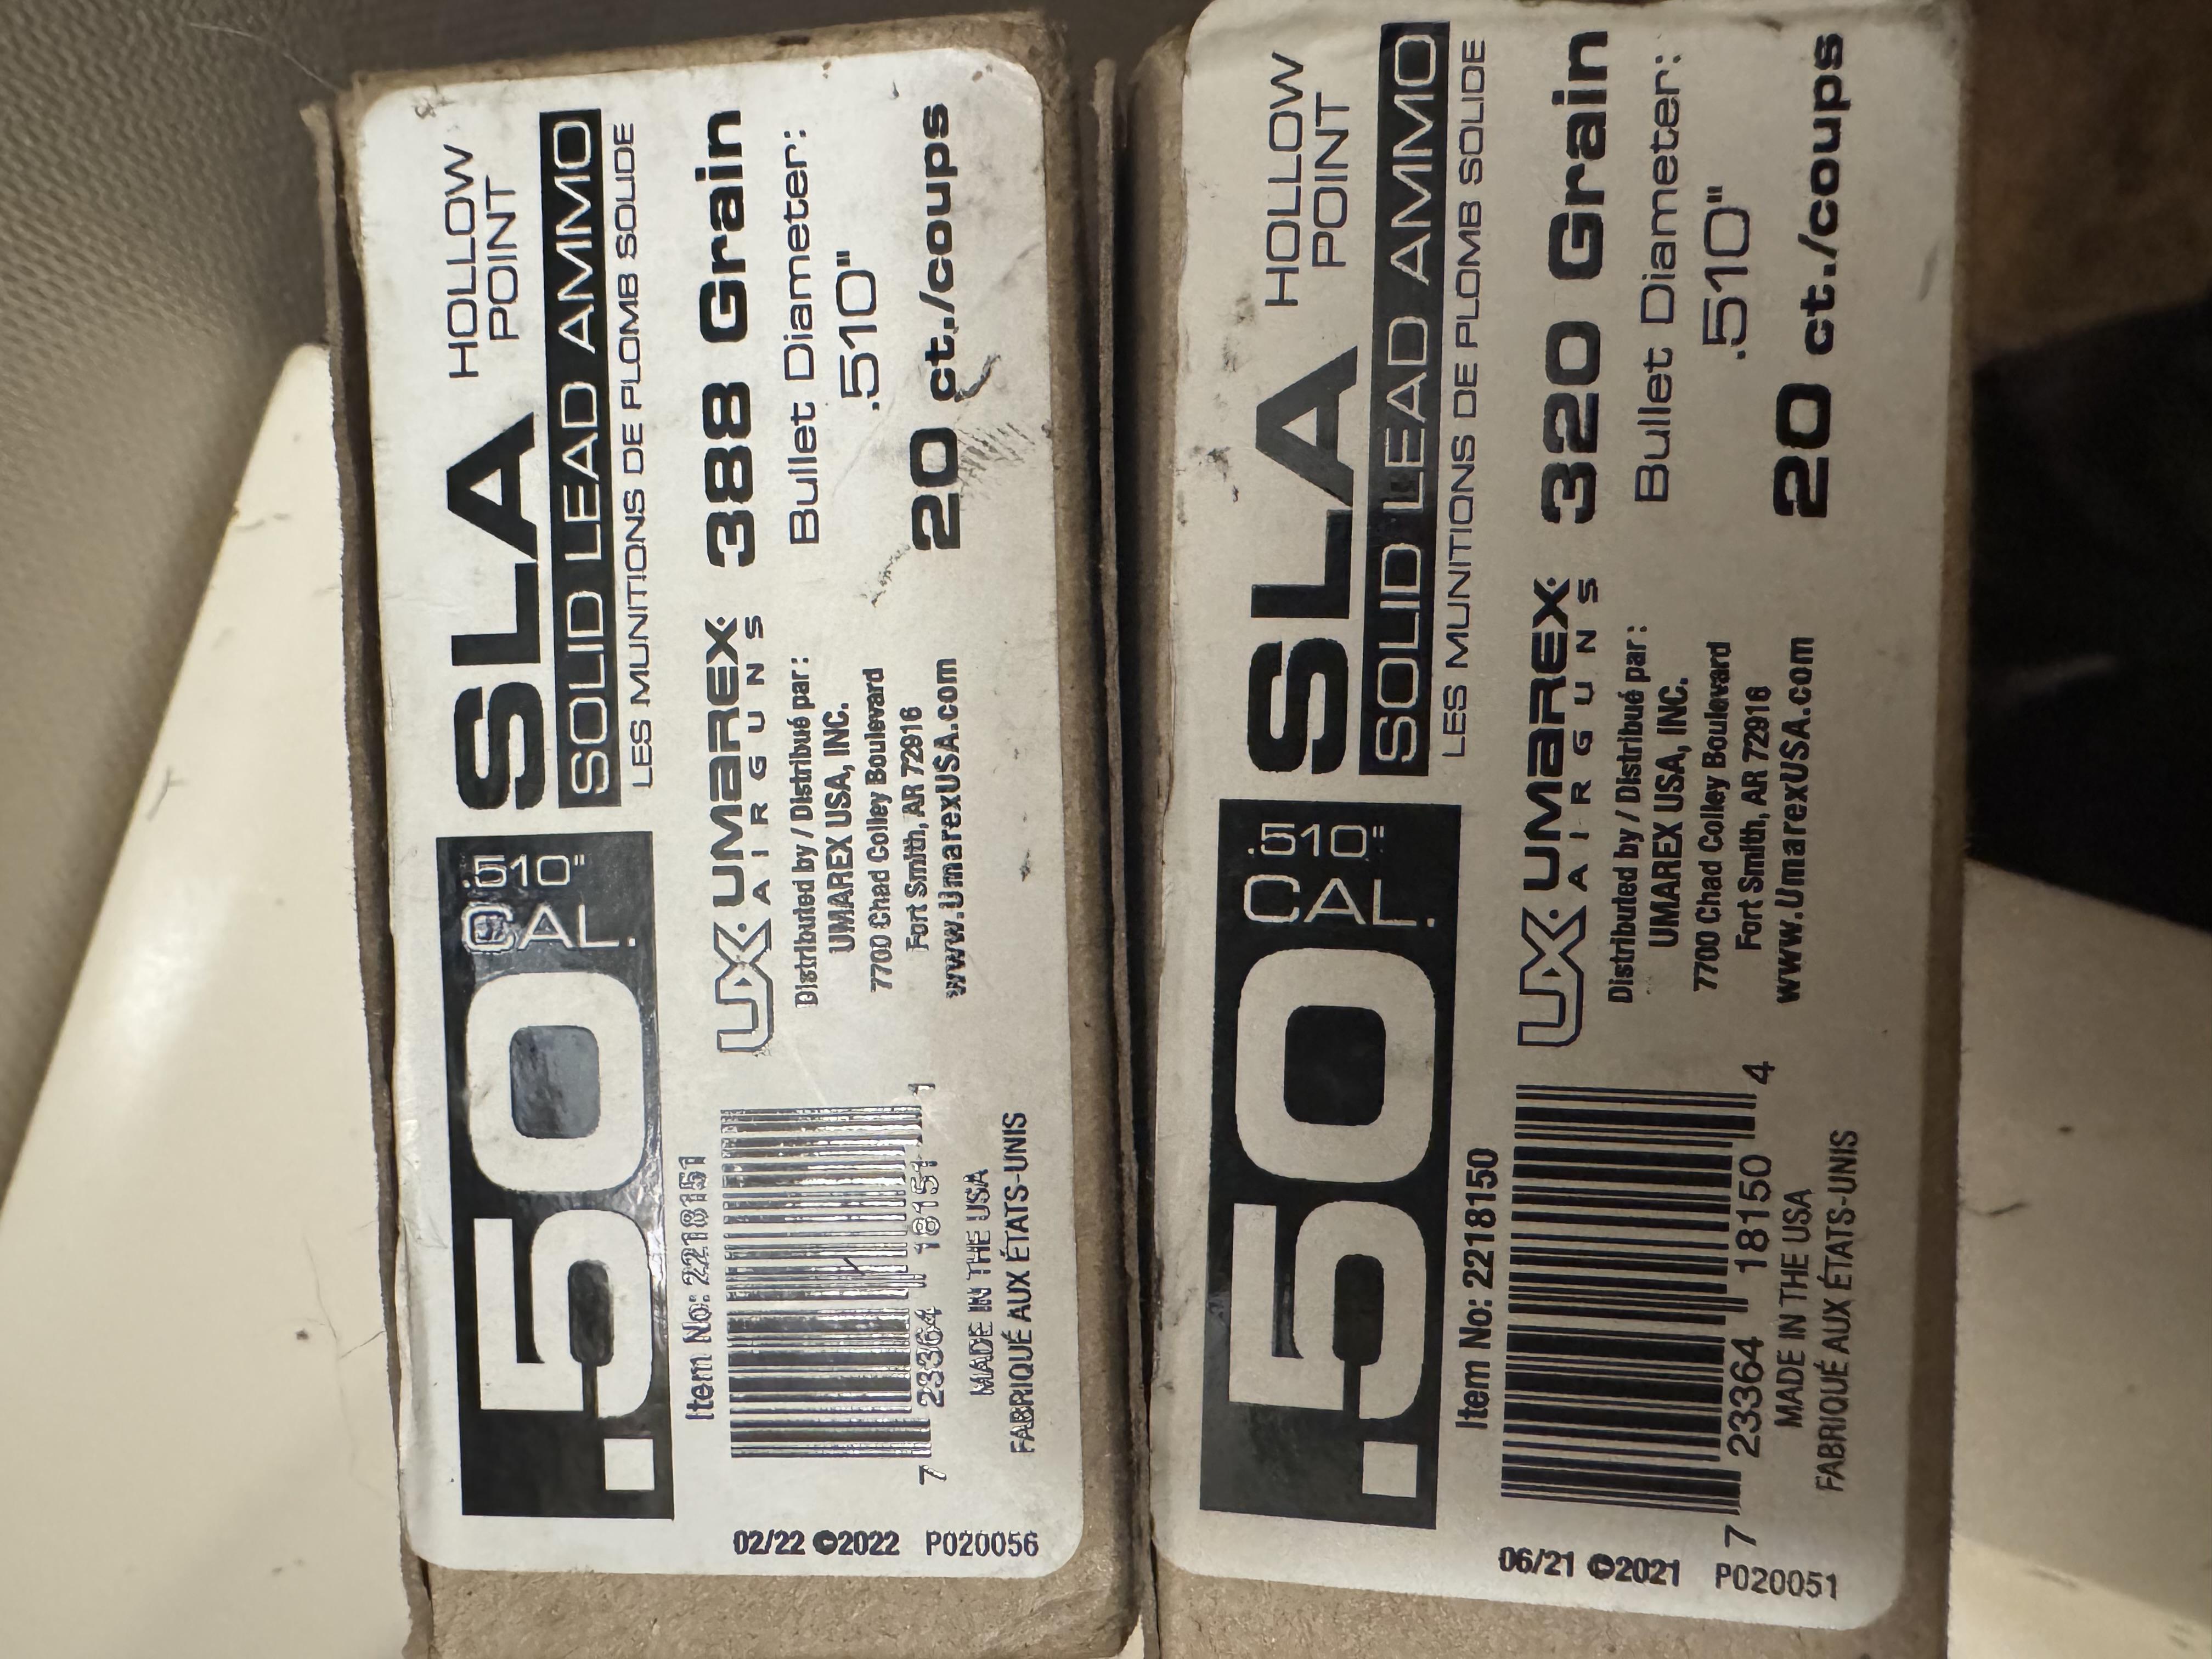 .50
CAL.
.510"
SLA
HOLLOW
POINT
SOLID LEAD AMMO
LES MUNITIONS DE PLOMB SOLIDE
Item No: 2218151
7 23364 18151 1
MADE IN THE USA
FABRIQUÉ AUX ÉTATS-UNIS
UX UMAREX
AIRGUNS
Distributed by / Distribué par:
UMAREX USA, INC.
7700 Chad Colley Boulevard
Fort Smith, AR 72916
www.UmarexUSA.com
388 Grain
Bullet Diameter:
.510"
20 ct./coups
02/22 ©2022 P020056
.50
CAL.
.510"
SLA
HOLLOW
POINT
SOLID LEAD AMMO
LES MUNITIONS DE PLOMB SOLIDE
Item No: 2218150
7 23364 18150 4
MADE IN THE USA
FABRIQUÉ AUX ÉTATS-UNIS
UX UMAREX
AIRGUNS
Distributed by / Distribué par:
UMAREX USA, INC.
7700 Chad Colley Boulevard
Fort Smith, AR 72916
www.UmarexUSA.com
320 Grain
Bullet Diameter:
.510"
20 ct./coups
06/21 ©2021 P020051